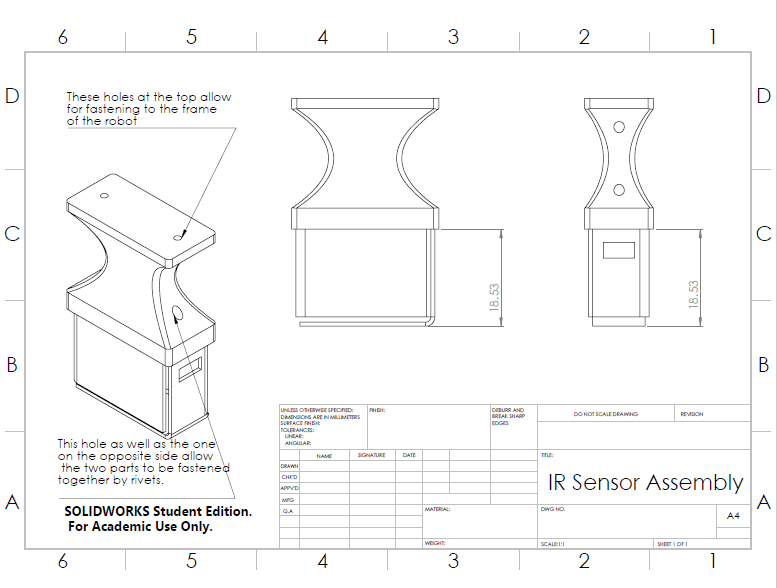 6 5 4 3 2 1
D D
These holes at the top allow
for fastening to the frame
of the robot
C C
18.53 18.53
B B
UNLESS OTHERWISE SPECIFIED:
DIMENSIONS ARE IN MILLIMETERS
SURFACE FINISH:
TOLERANCES:
LINEAR:
ANGULAR:
FINISH:
DEBURR AND
BREAK SHARP
EDGES
DO NOT SCALE DRAWING
REVISION
This hole as well as the one
on the opposite side allow
the two parts to be fastened
together by rivets.
NAME SIGNATURE DATE
DRAWN
CHK'D
APPV'D
MFG
Q.A
TITLE:
IR Sensor Assembly
A A
MATERIAL:
DWG NO.
A4
WEIGHT:
SCALE:1:1
SHEET 1 OF 1
SOLIDWORKS Student Edition.
For Academic Use Only.
6 5 4 3 2 1